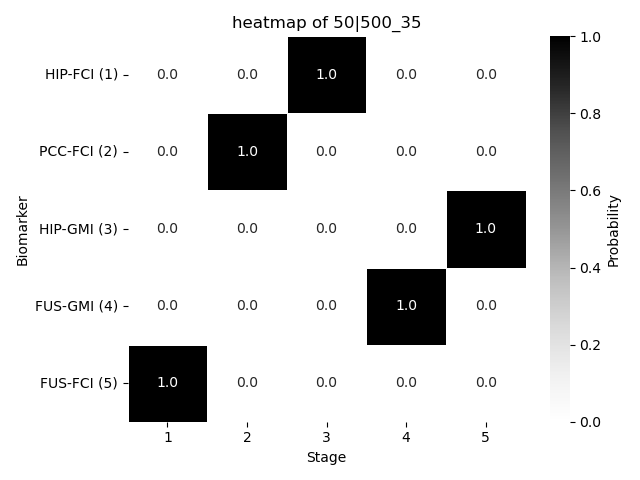 heatmap of 50|500_35
HIP-FCI (1) 0.0 0.0 1.0 0.0 0.0
PCC-FCI (2) 0.0 1.0 0.0 0.0 0.0
HIP-GMI (3) 0.0 0.0 0.0 0.0 1.0
FUS-GMI (4) 0.0 0.0 0.0 1.0 0.0
FUS-FCI (5) 1.0 0.0 0.0 0.0 0.0
1 2 3 4 5
Stage
Biomarker
1.0
0.8
0.6
0.4
0.2
0.0
Probability